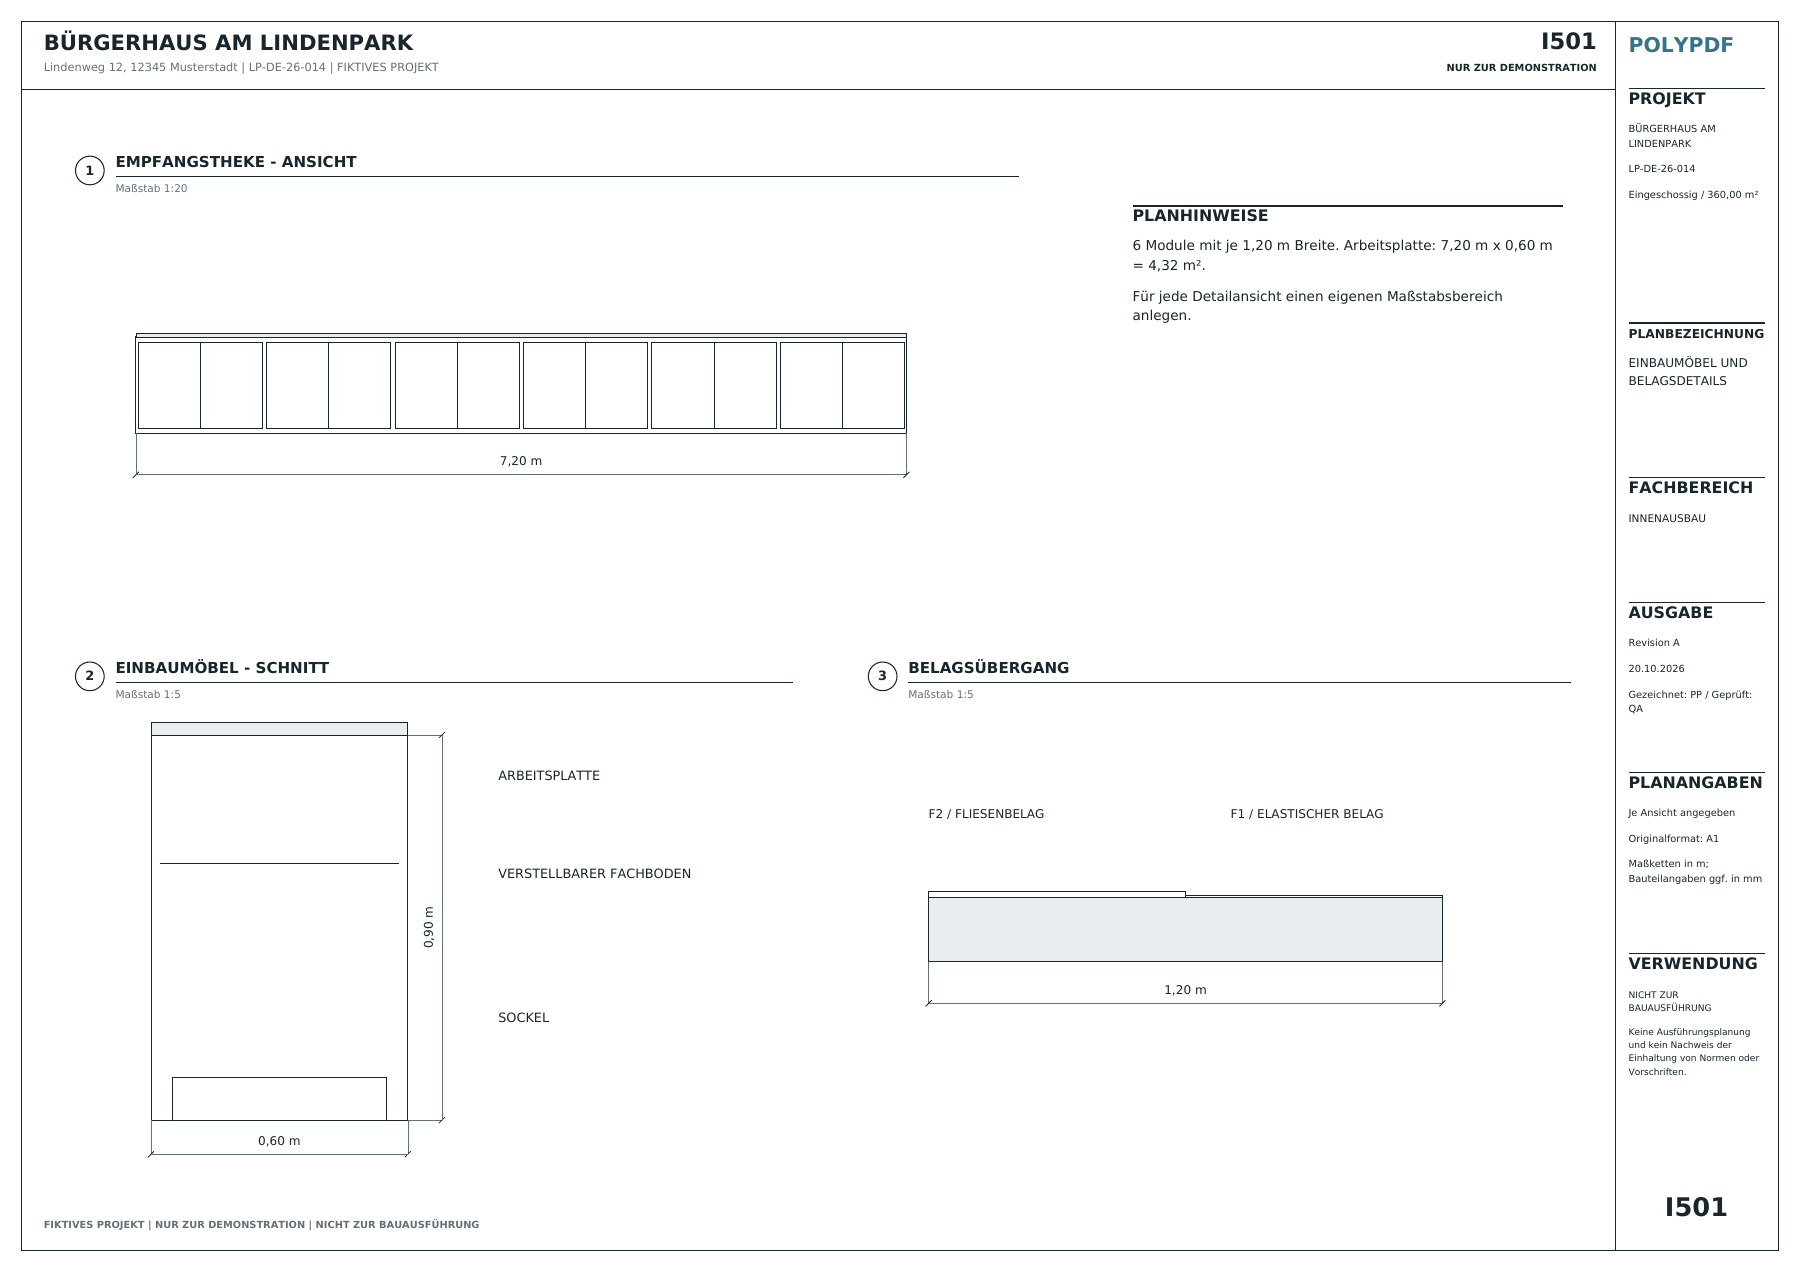 BÜRGERHAUS AM LINDENPARK
Lindenweg 12, 12345 Musterstadt | LP-DE-26-014 | FIKTIVES PROJEKT
I501
NUR ZUR DEMONSTRATION
1
EMPFANGSTHEKE - ANSICHT
Maßstab 1:20
7,20 m
PLANHINWEISE
6 Module mit je 1,20 m Breite. Arbeitsplatte: 7,20 m x 0,60 m
= 4,32 m².
Für jede Detailansicht einen eigenen Maßstabsbereich
anlegen.
2
EINBAUMÖBEL - SCHNITT
Maßstab 1:5
ARBEITSPLATTE
VERSTELLBARER FACHBODEN
0,90 m
SOCKEL
0,60 m
3
BELAGSÜBERGANG
Maßstab 1:5
F2 / FLIESENBELAG
F1 / ELASTISCHER BELAG
1,20 m
FIKTIVES PROJEKT | NUR ZUR DEMONSTRATION | NICHT ZUR BAUAUSFÜHRUNG
POLYPDF
PROJEKT
BÜRGERHAUS AM
LINDENPARK
LP-DE-26-014
Eingeschossig / 360,00 m²
PLANBEZEICHNUNG
EINBAUMÖBEL UND
BELAGSDETAILS
FACHBEREICH
INNENAUSBAU
AUSGABE
Revision A
20.10.2026
Gezeichnet: PP / Geprüft:
QA
PLANANGABEN
Je Ansicht angegeben
Originalformat: A1
Maßketten in m;
Bauteilangaben ggf. in mm
VERWENDUNG
NICHT ZUR
BAUAUSFÜHRUNG
Keine Ausführungsplanung
und kein Nachweis der
Einhaltung von Normen oder
Vorschriften.
I501